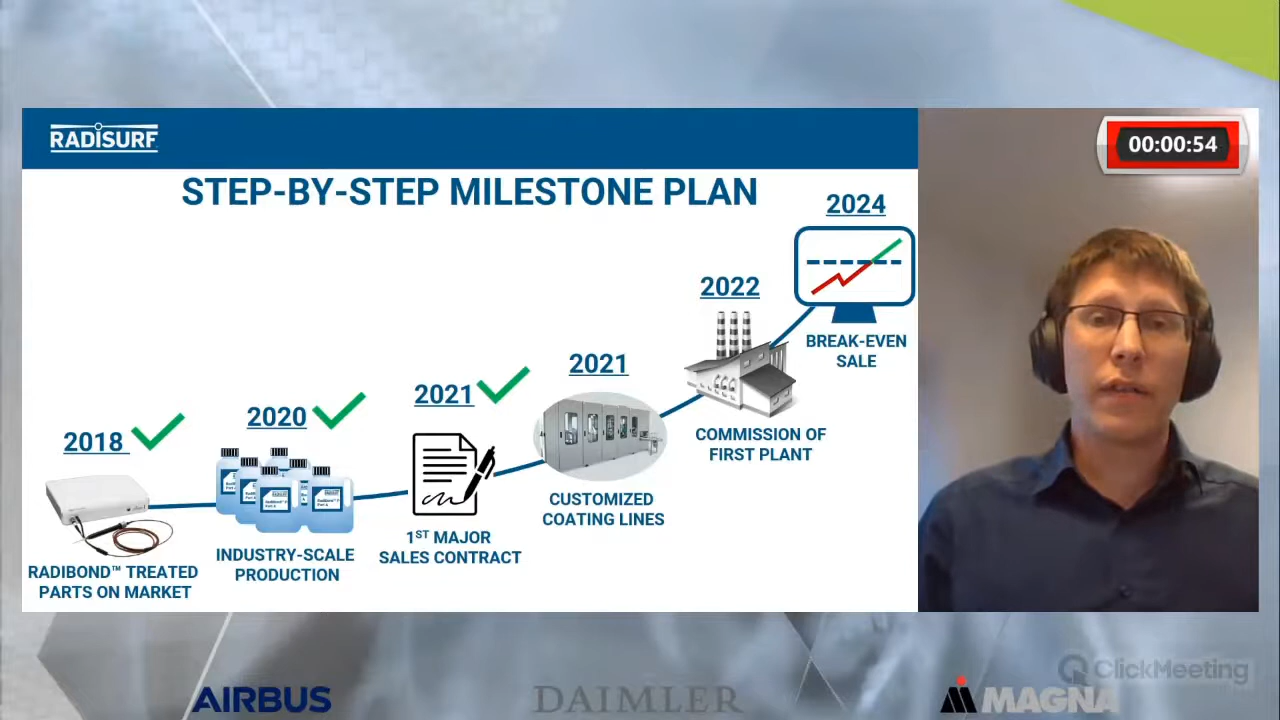 RADISURF
00:00:54
STEP-BY-STEP MILESTONE PLAN
2018
RADIBOND™ TREATED
PARTS ON MARKET
2020
RADISURF
INDUSTRY-SCALE
PRODUCTION
2021
1ST MAJOR
SALES CONTRACT
2021
CUSTOMIZED
COATING LINES
2022
COMMISSION OF
FIRST PLANT
2024
BREAK-EVEN
SALE
ClickMeeting
AIRBUS
DAIMLER
MAGNA